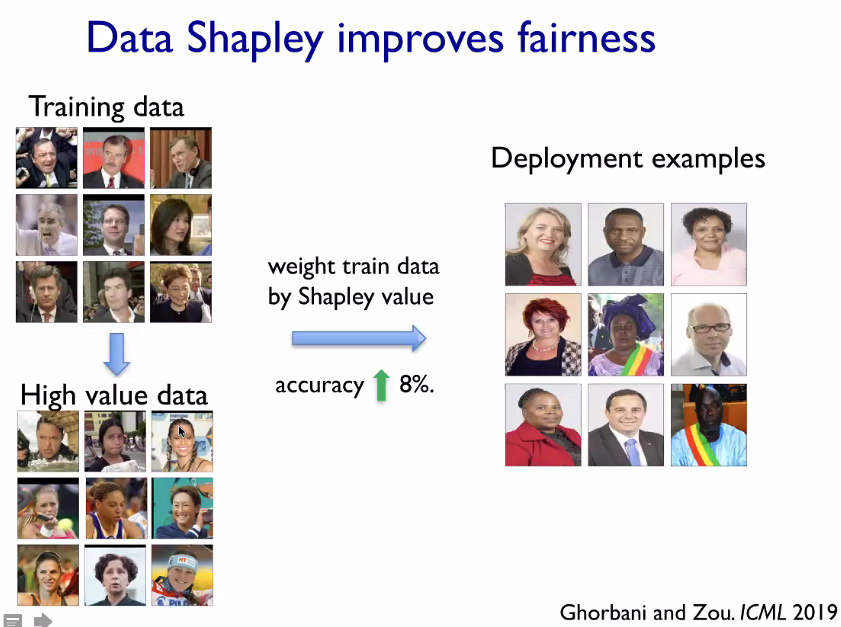 Data Shapley improves fairness
Training data
Deployment examples
weight train data
by Shapley value
accuracy 8%.
High value data
Ghorbani and Zou. ICML 2019